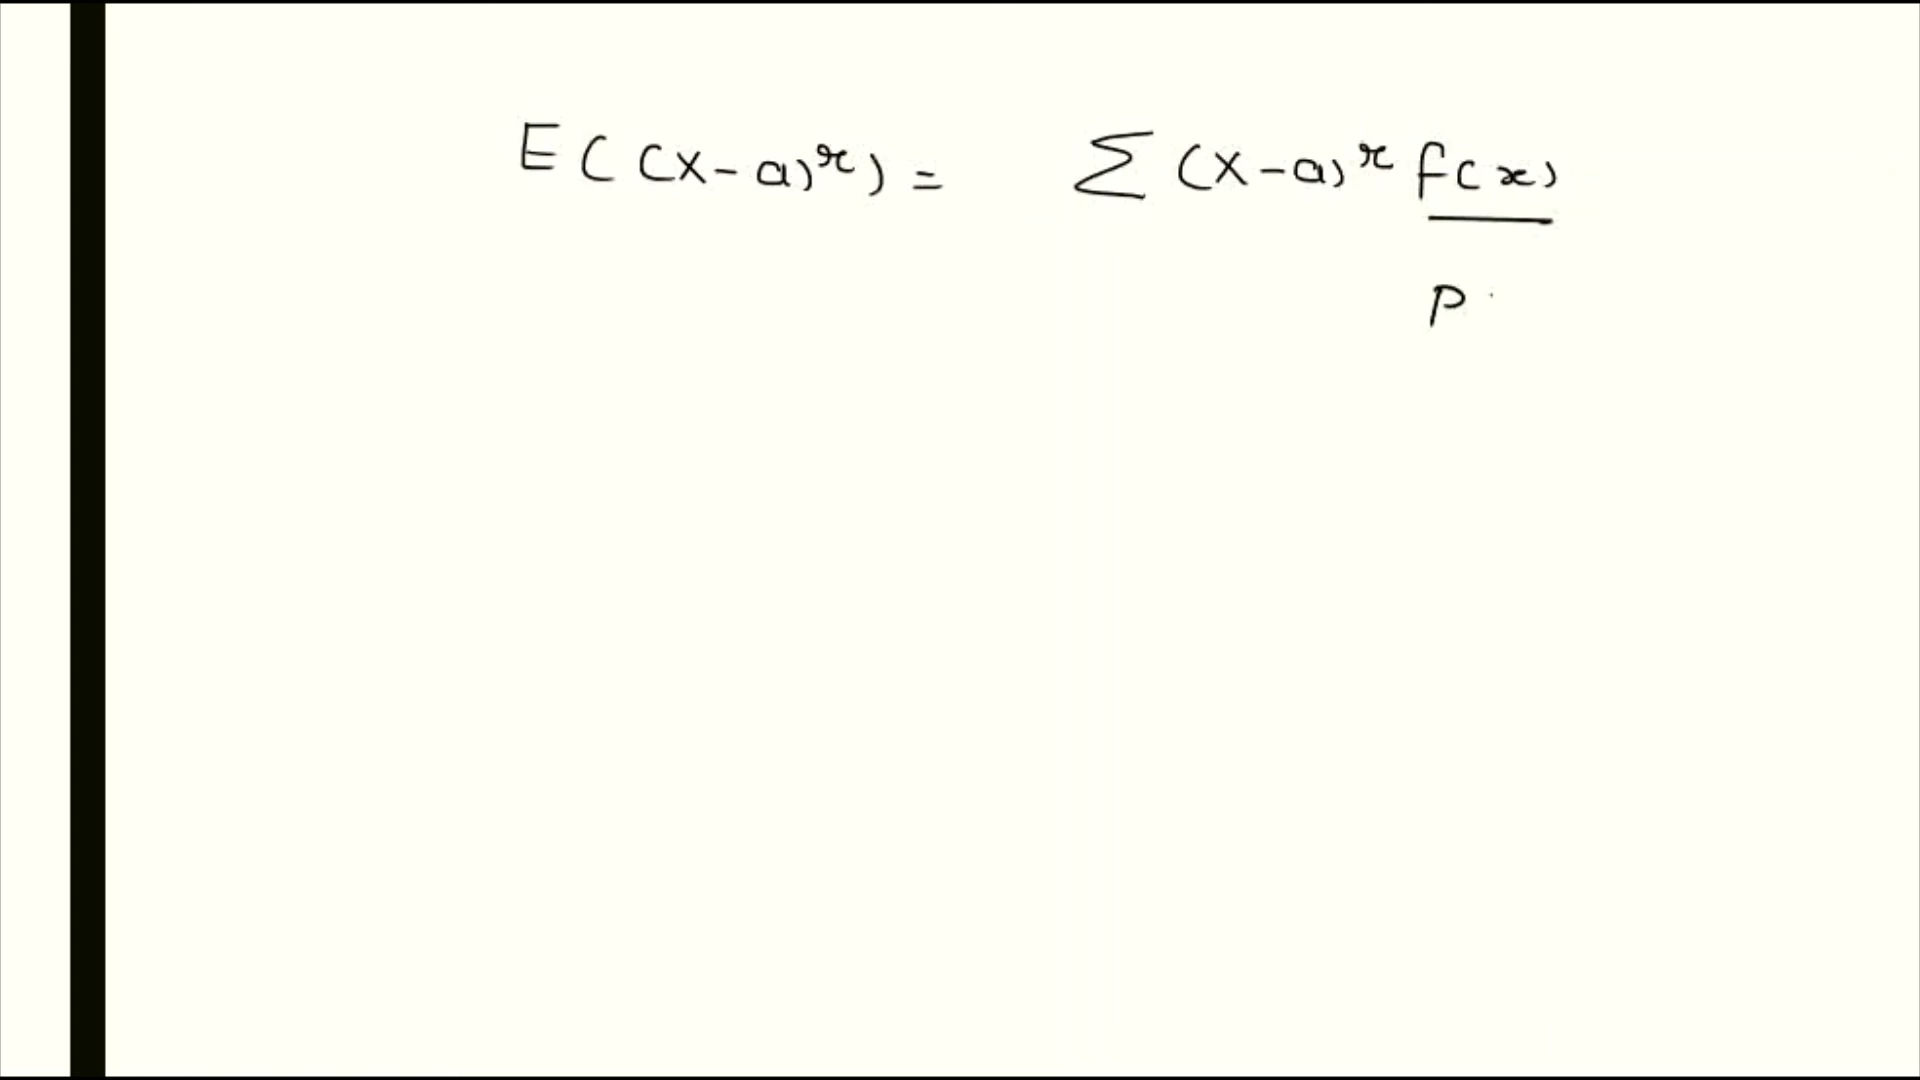 E((X-a)^r) = Σ(X-a)^r f(x)
P